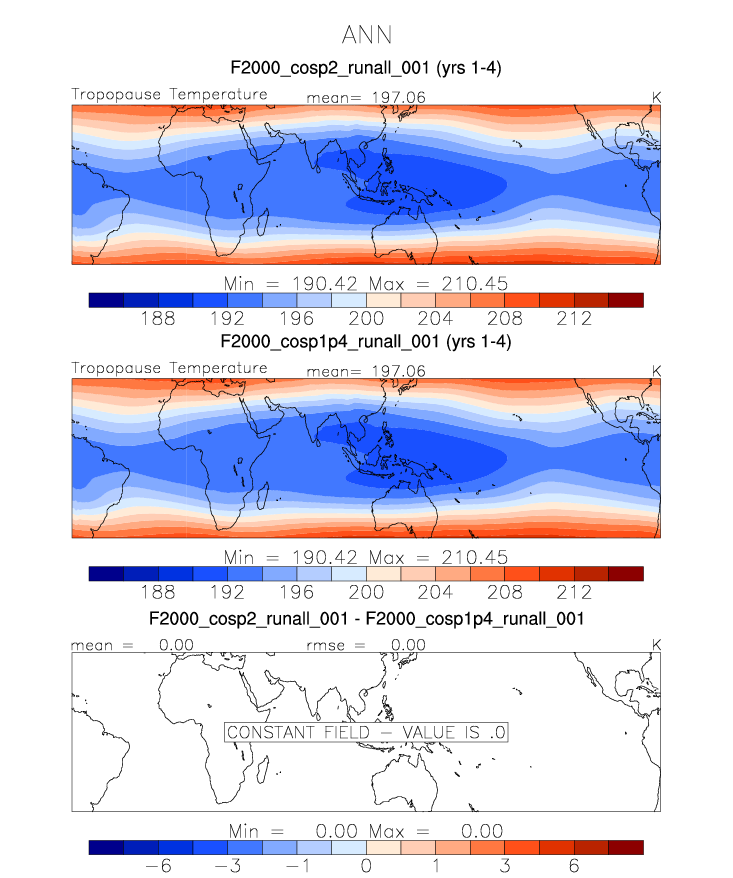 ANN
F2000_cosp2_runall_001 (yrs 1-4)
Tropopause Temperature mean= 197.06 K
Min = 190.42 Max = 210.45
188 192 196 200 204 208 212
F2000_cosp1p4_runall_001 (yrs 1-4)
Tropopause Temperature mean= 197.06 K
Min = 190.42 Max = 210.45
188 192 196 200 204 208 212
F2000_cosp2_runall_001 - F2000_cosp1p4_runall_001
mean = 0.00 rmse = 0.00 K
CONSTANT FIELD - VALUE IS .0
Min = 0.00 Max = 0.00
-6 -3 -1 0 1 3 6